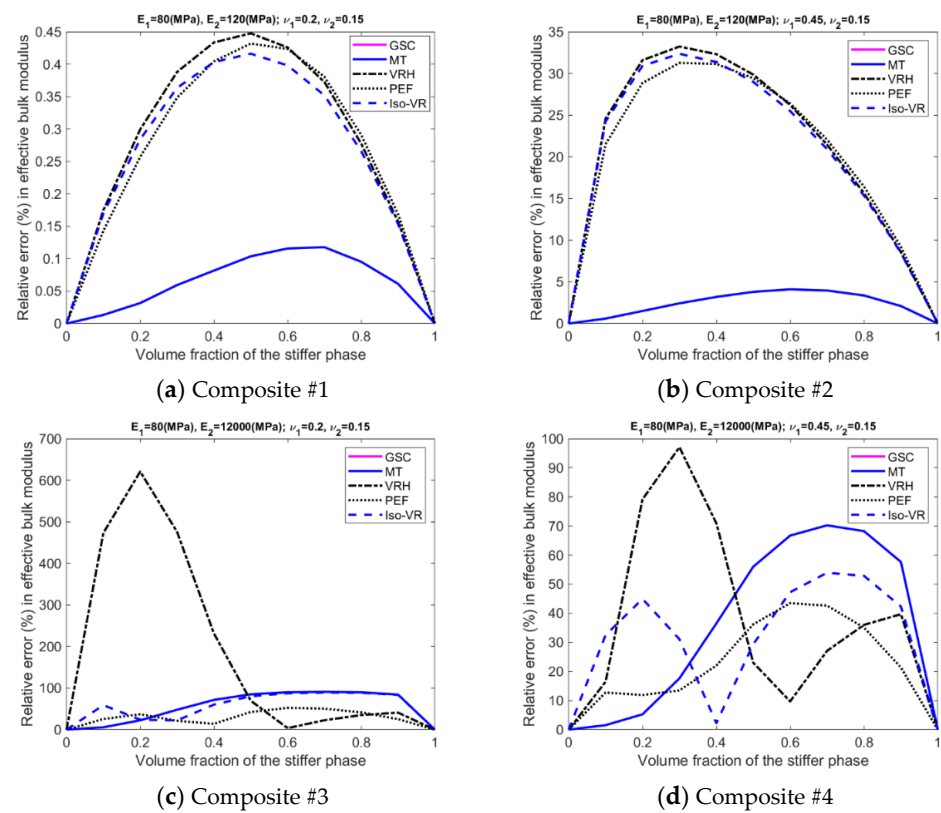 E1=80(MPa), E2=120(MPa); ν1=0.2, ν2=0.15
Relative error (%) in effective bulk modulus
0.45
0.4
0.35
0.3
0.25
0.2
0.15
0.1
0.05
0
GSC
MT
VRH
PEF
Iso-VR
0 0.2 0.4 0.6 0.8 1
Volume fraction of the stiffer phase
(a) Composite #1
E1=80(MPa), E2=120(MPa); ν1=0.45, ν2=0.15
Relative error (%) in effective bulk modulus
35
30
25
20
15
10
5
0
GSC
MT
VRH
PEF
Iso-VR
0 0.2 0.4 0.6 0.8 1
Volume fraction of the stiffer phase
(b) Composite #2
E1=80(MPa), E2=12000(MPa); ν1=0.2, ν2=0.15
Relative error (%) in effective bulk modulus
700
600
500
400
300
200
100
0
GSC
MT
VRH
PEF
Iso-VR
0 0.2 0.4 0.6 0.8 1
Volume fraction of the stiffer phase
(c) Composite #3
E1=80(MPa), E2=12000(MPa); ν1=0.45, ν2=0.15
Relative error (%) in effective bulk modulus
100
90
80
70
60
50
40
30
20
10
0
GSC
MT
VRH
PEF
Iso-VR
0 0.2 0.4 0.6 0.8 1
Volume fraction of the stiffer phase
(d) Composite #4